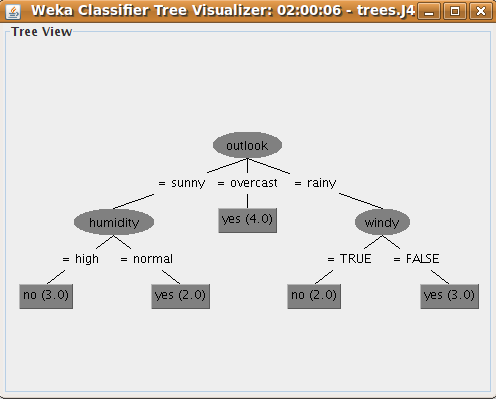 Weka Classifier Tree Visualizer: 02:00:06 - trees.J4
Tree View
outlook
= sunny = overcast = rainy
humidity yes (4.0) windy
= high = normal = TRUE = FALSE
no (3.0) yes (2.0) no (2.0) yes (3.0)